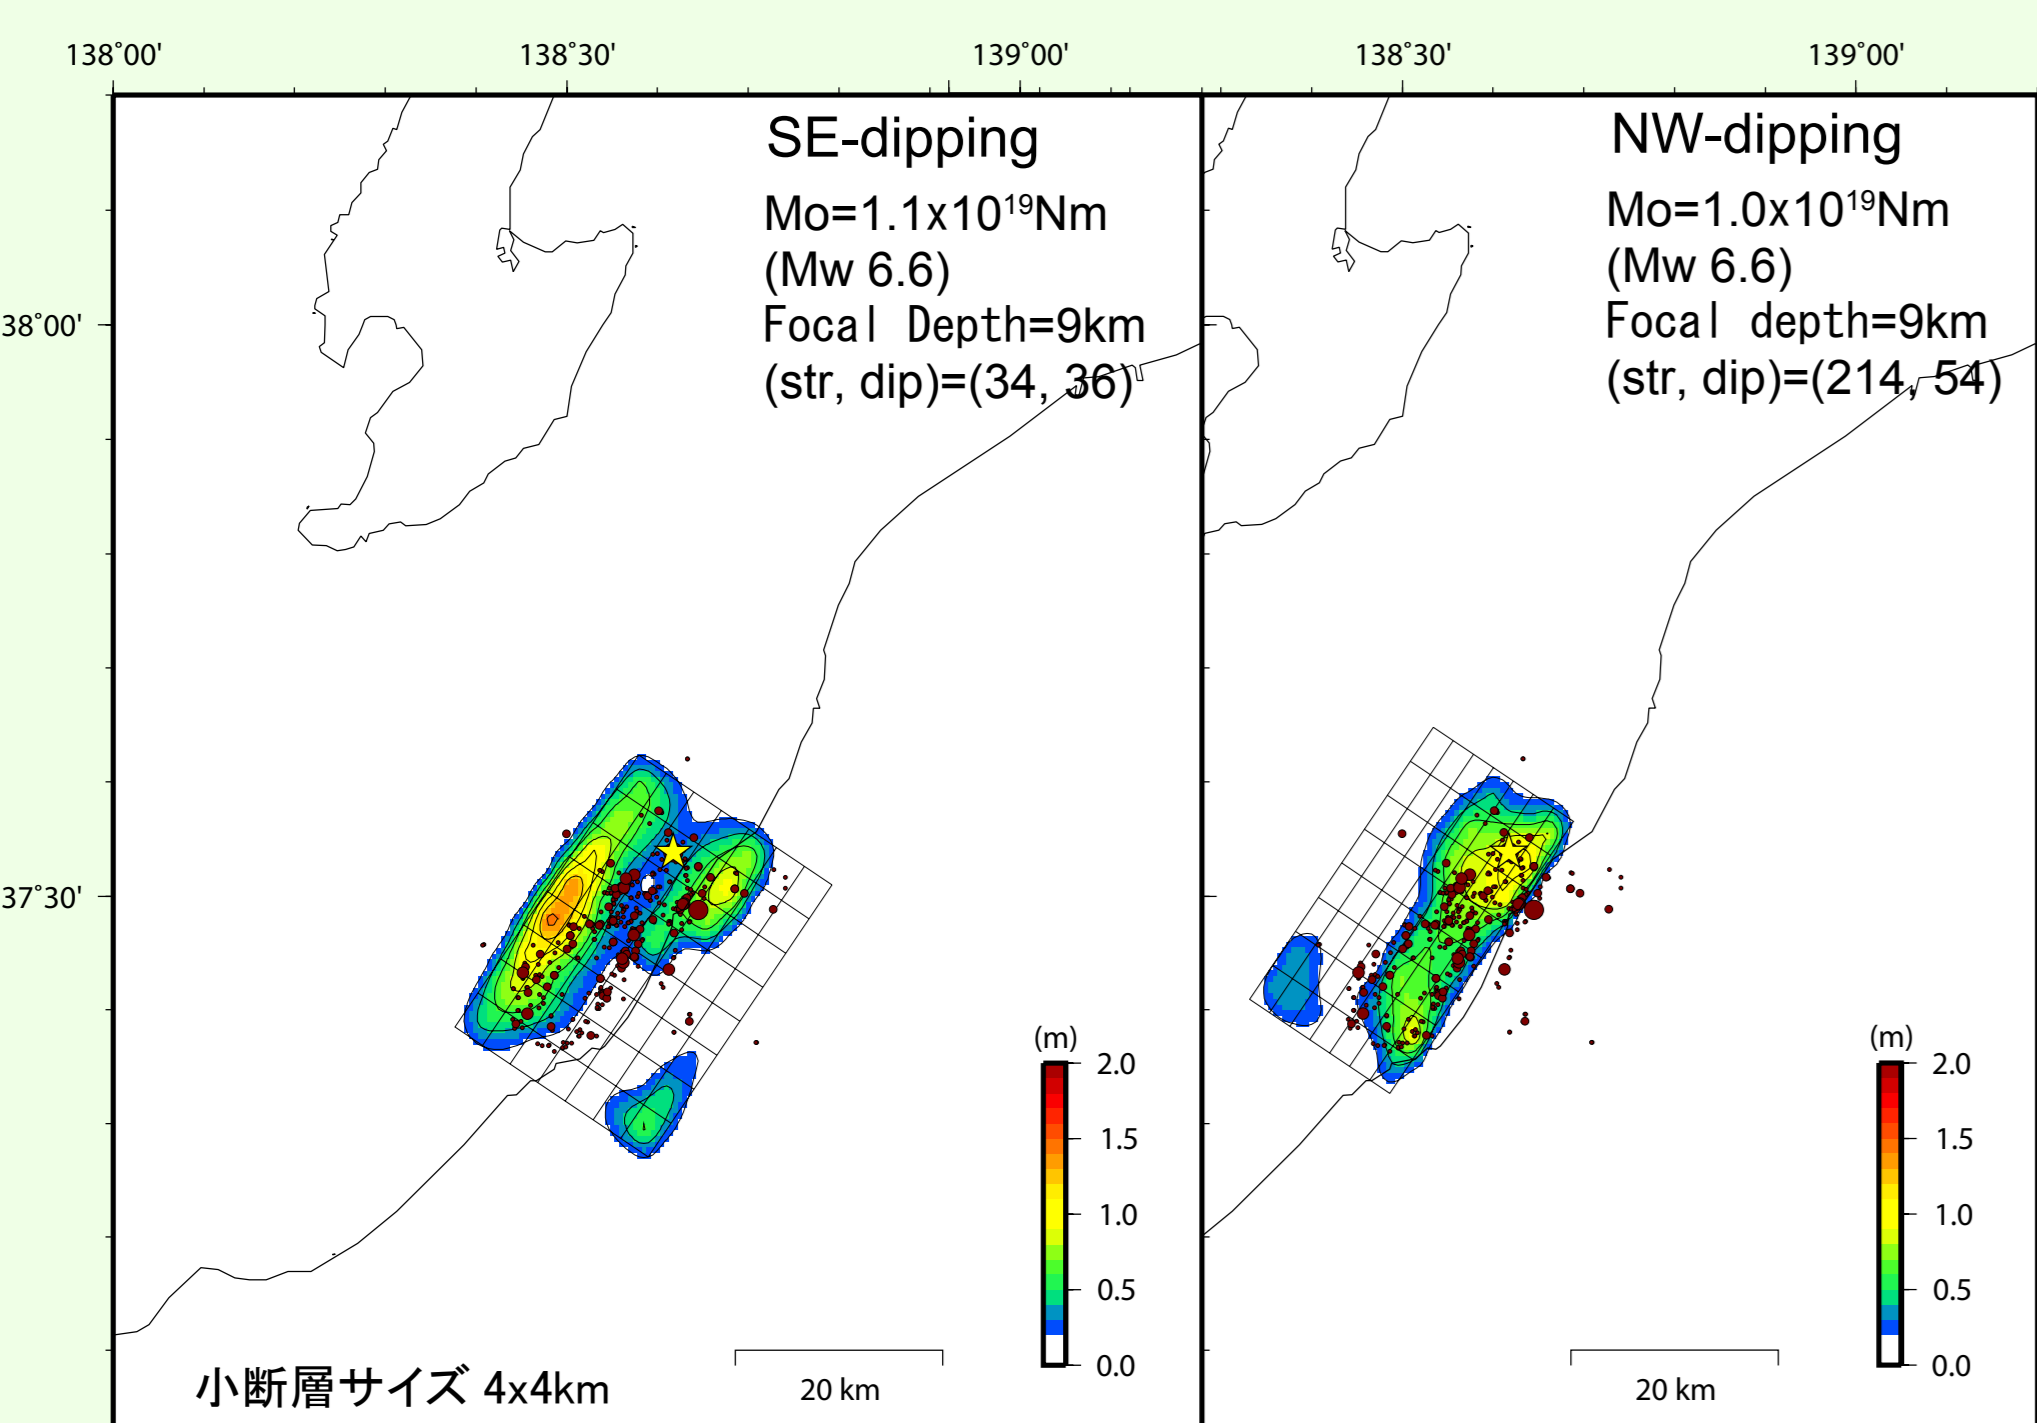 138°00' 138°30' 139°00' 138°30' 139°00'
SE-dipping
Mo=1.1x10¹⁹Nm
(Mw 6.6)
Focal Depth=9km
(str, dip)=(34, 36)
NW-dipping
Mo=1.0x10¹⁹Nm
(Mw 6.6)
Focal depth=9km
(str, dip)=(214, 54)
38°00'
37°30'
(m)
2.0
1.5
1.0
0.5
0.0
(m)
2.0
1.5
1.0
0.5
0.0
小断層サイズ 4x4km
20 km
20 km